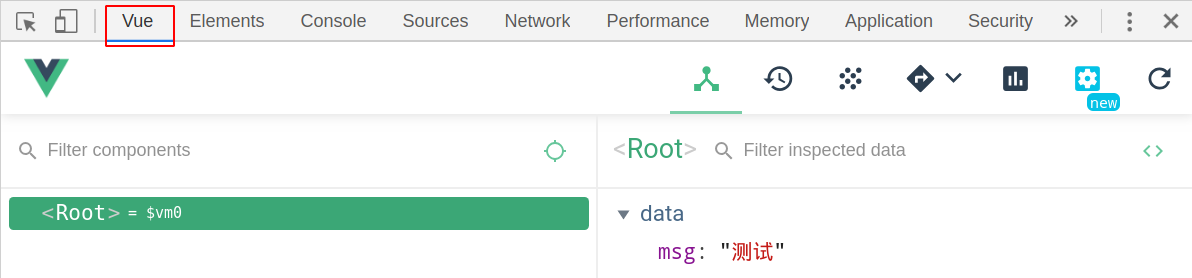 Vue Elements Console Sources Network Performance Memory Application Security »
new
Filter components
<Root> Filter inspected data <>
<Root> = $vm0
data
msg: "测试"